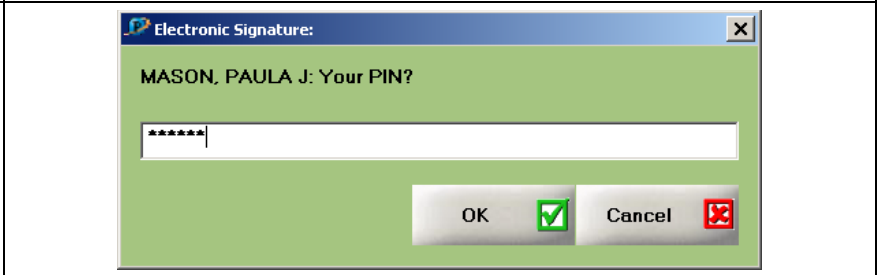 Electronic Signature:
MASON, PAULA J: Your PIN?
******
OK
Cancel